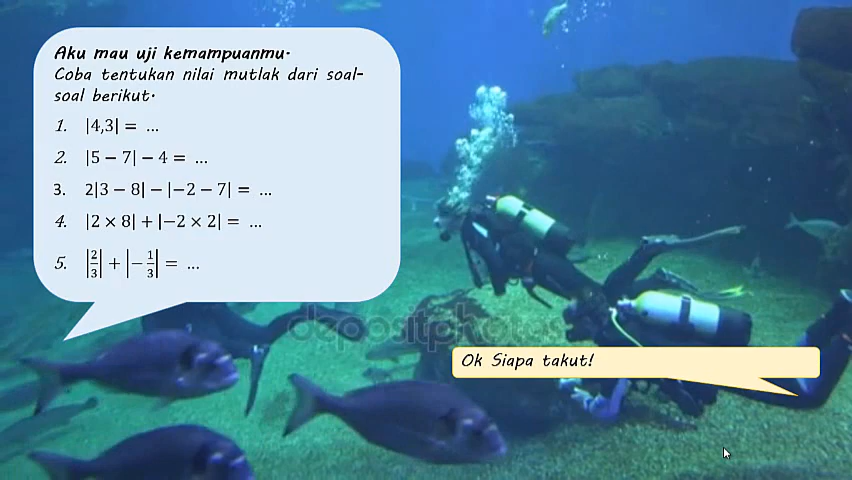 Aku mau uji kemampuanmu.
Coba tentukan nilai mutlak dari soal-
soal berikut.
1. |4,3| = ...
2. |5 − 7| − 4 = ...
3. 2|3 − 8| − |−2 − 7| = ...
4. |2 × 8| + |−2 × 2| = ...
5. |2/3| + |−1/3| = ...
depositphotos
Ok Siapa takut!